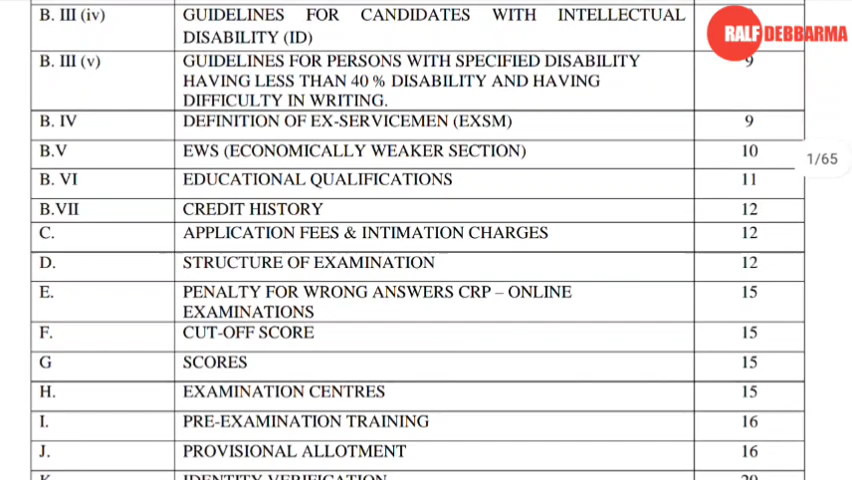 B. III (iv) GUIDELINES FOR CANDIDATES WITH INTELLECTUAL
DISABILITY (ID)
RALF DEBBARMA
B. III (v) GUIDELINES FOR PERSONS WITH SPECIFIED DISABILITY 9
HAVING LESS THAN 40 % DISABILITY AND HAVING
DIFFICULTY IN WRITING.
B. IV DEFINITION OF EX-SERVICEMEN (EXSM) 9
B.V EWS (ECONOMICALLY WEAKER SECTION) 10
1/65
B. VI EDUCATIONAL QUALIFICATIONS 11
B.VII CREDIT HISTORY 12
C. APPLICATION FEES & INTIMATION CHARGES 12
D. STRUCTURE OF EXAMINATION 12
E. PENALTY FOR WRONG ANSWERS CRP – ONLINE 15
EXAMINATIONS
F. CUT-OFF SCORE 15
G SCORES 15
H. EXAMINATION CENTRES 15
I. PRE-EXAMINATION TRAINING 16
J. PROVISIONAL ALLOTMENT 16
K. IDENTITY VERIFICATION 20